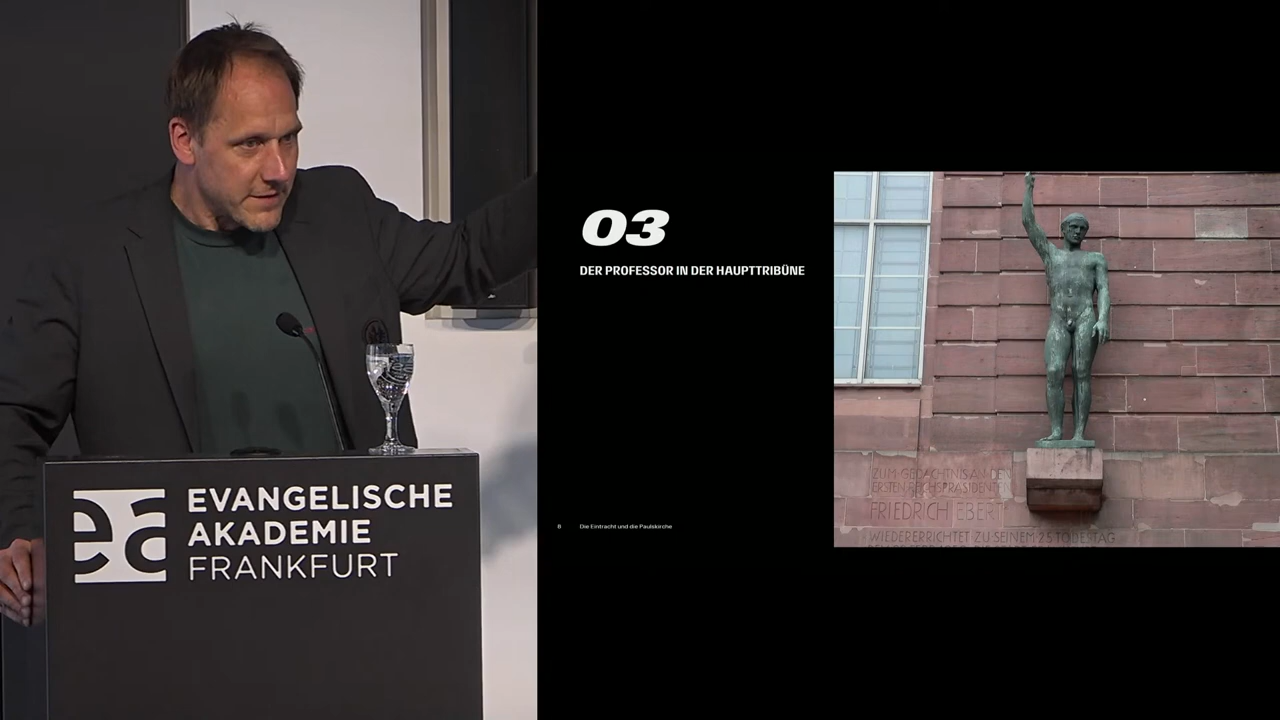 ea
EVANGELISCHE
AKADEMIE
FRANKFURT
03
DER PROFESSOR IN DER HAUPTTRIBÜNE
8 Die Eintracht und die Paulskirche
ZUM GEDÄCHTNIS AN DEN
ERSTEN REICHSPRÄSIDENTEN
FRIEDRICH EBERT
WIEDERERRICHTET ZU SEINEM 25 TODESTAG